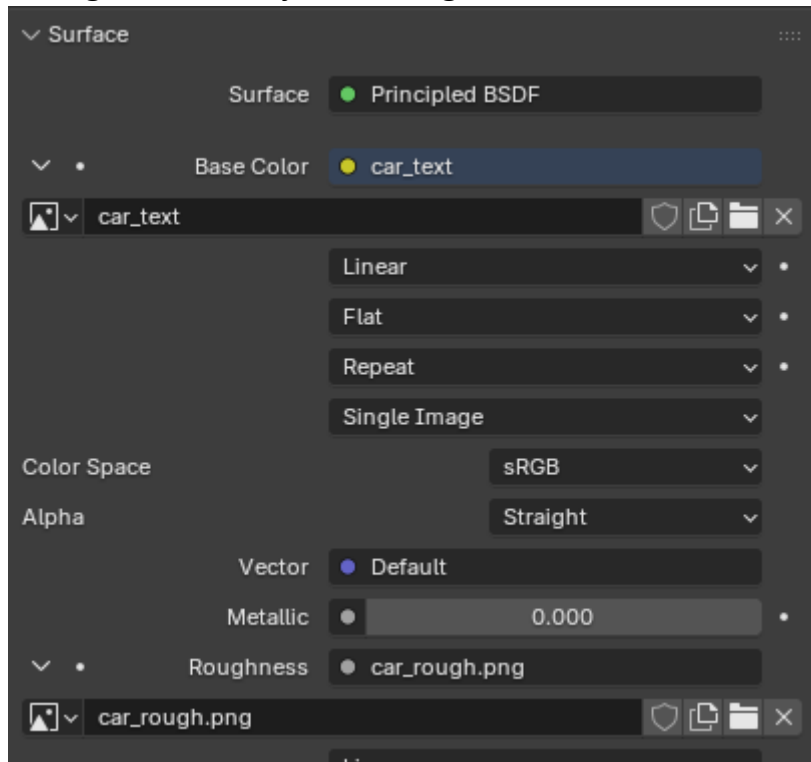 Surface
Surface Principled BSDF
Base Color car_text
car_text
Linear
Flat
Repeat
Single Image
Color Space sRGB
Alpha Straight
Vector Default
Metallic 0.000
Roughness car_rough.png
car_rough.png